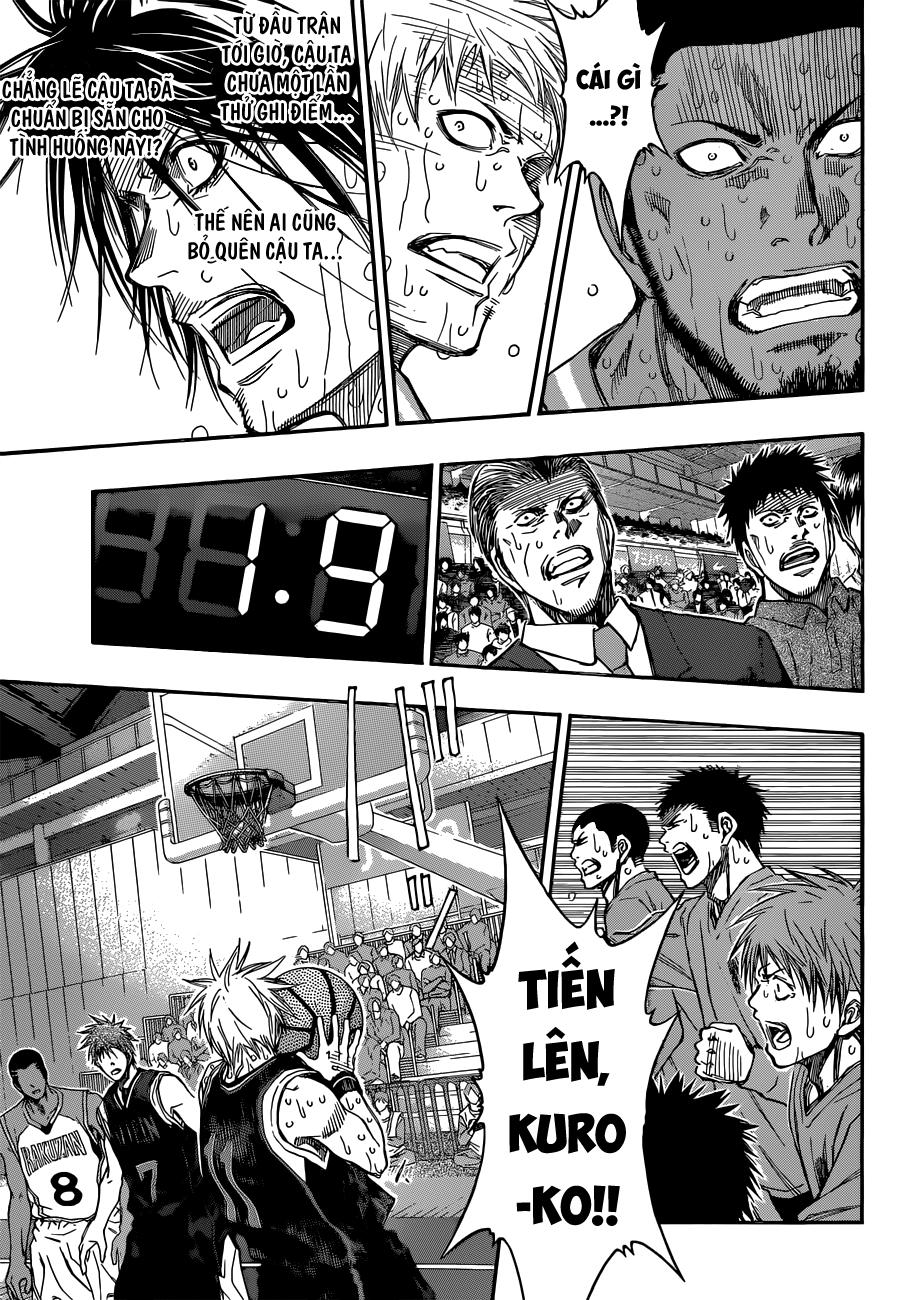 CÁI GÌ
...?!
TỪ ĐẦU TRẬN
TỚI GIỜ, CẬU TA
CHƯA MỘT LẦN
THỬ GHI ĐIỂM...
THẾ NÊN AI CŨNG
BỎ QUÊN CẬU TA...
CHẲNG LẼ CẬU TA ĐÃ
CHUẨN BỊ SẴN CHO
TÌNH HUỐNG NÀY!?
1.9
TIẾN
LÊN,
KURO
-KO!!
RAKUZAN
8
7